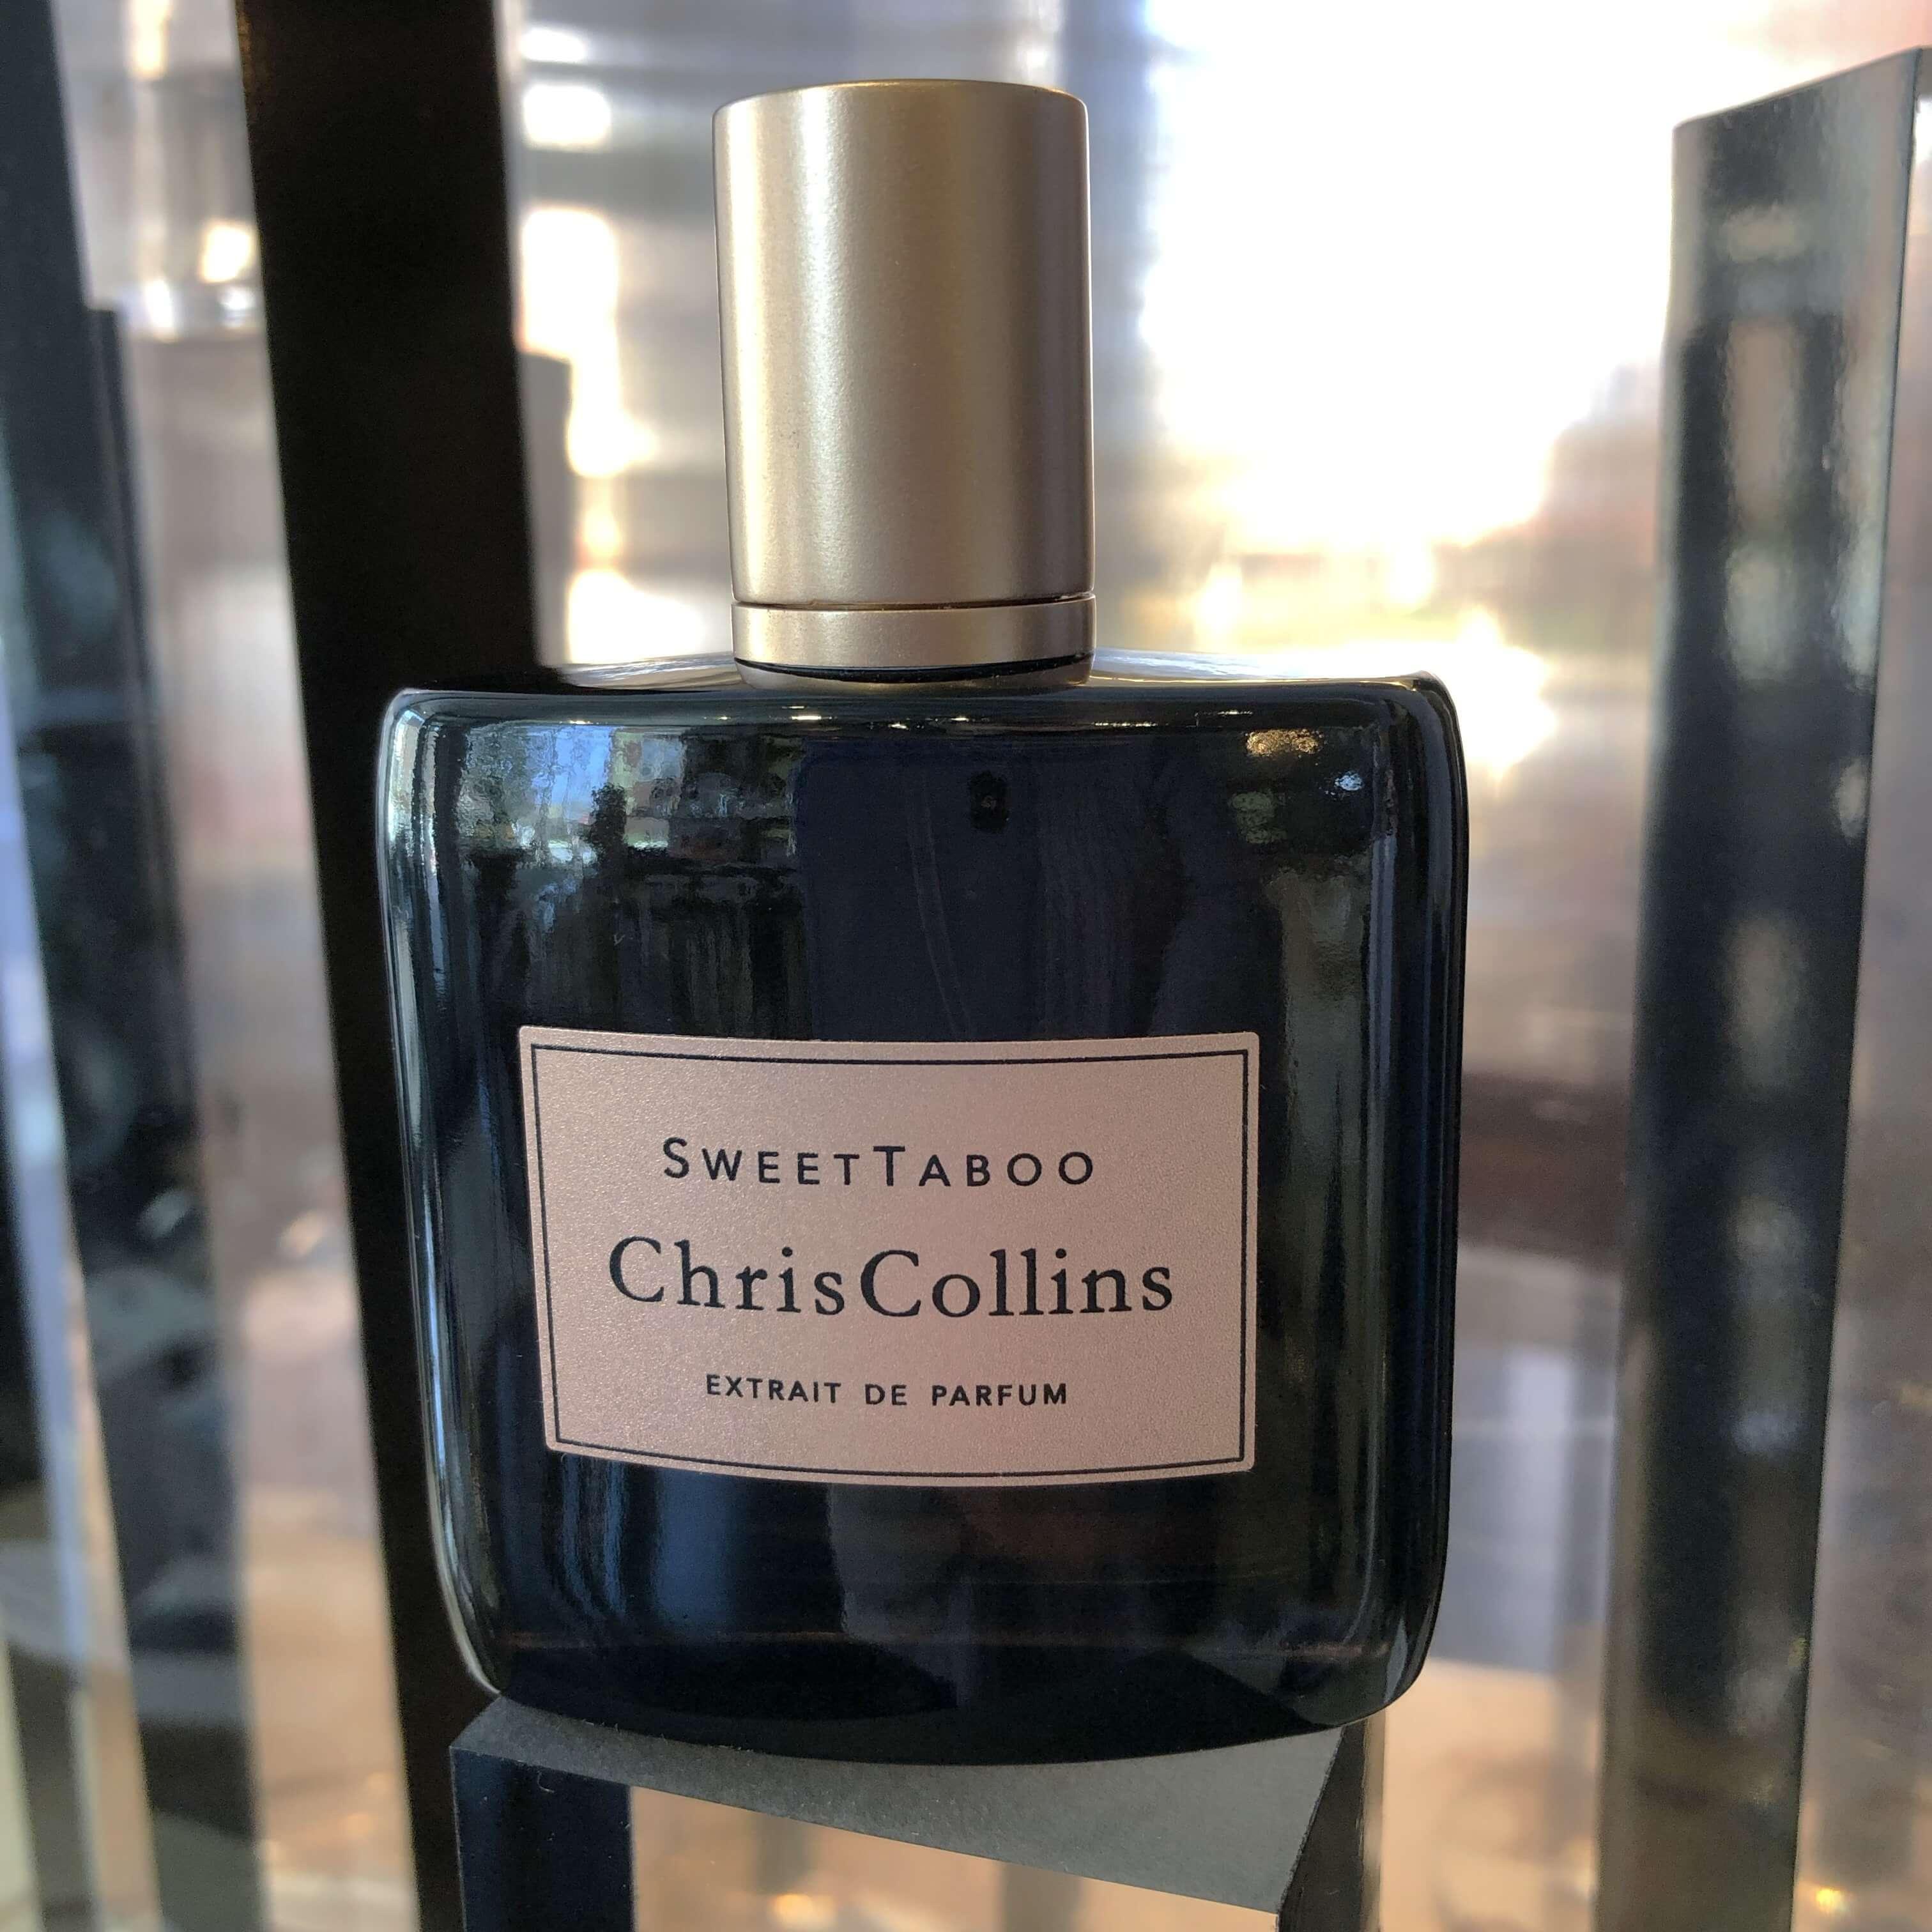 SWEETTABOO
ChrisCollins
EXTRAIT DE PARFUM